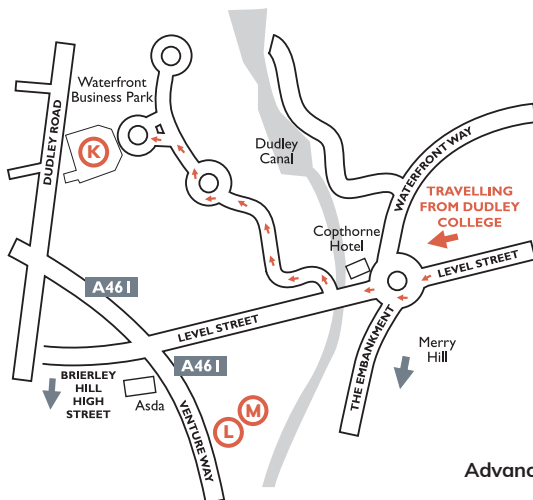 Waterfront
Business Park
DUDLEY ROAD
K
Dudley
Canal
WATERFRONT WAY
TRAVELLING
FROM DUDLEY
COLLEGE
Copthorne
Hotel
LEVEL STREET
A461
LEVEL STREET
THE EMBANKMENT
Merry
Hill
A461
BRIERLEY
HILL
HIGH
STREET
Asda
VENTURE WAY
M
L
Advanc